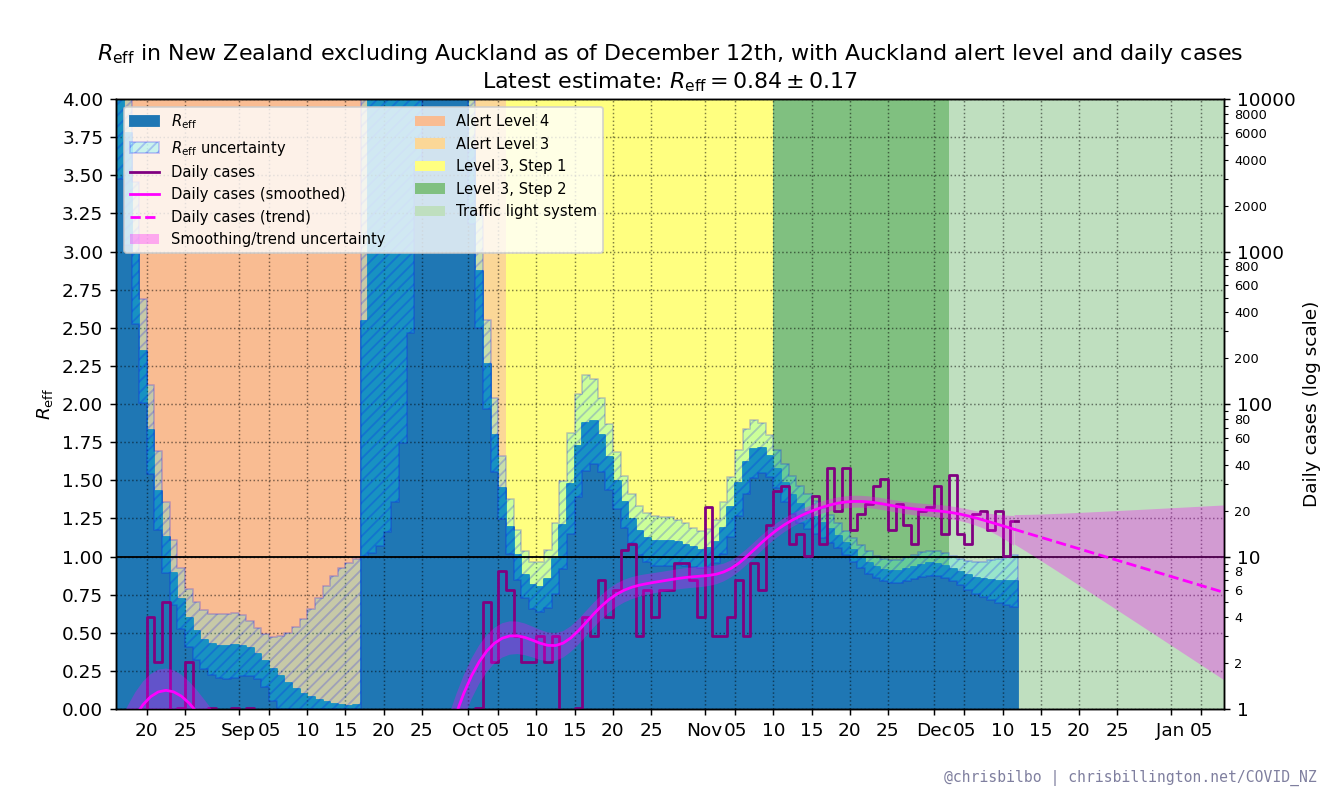 Reff in New Zealand excluding Auckland as of December 12th, with Auckland alert level and daily cases
Latest estimate: Reff = 0.84 ± 0.17
Reff
Reff uncertainty
Daily cases
Daily cases (smoothed)
Daily cases (trend)
Smoothing/trend uncertainty
Alert Level 4
Alert Level 3
Level 3, Step 1
Level 3, Step 2
Traffic light system
Reff
4.00
3.75
3.50
3.25
3.00
2.75
2.50
2.25
2.00
1.75
1.50
1.25
1.00
0.75
0.50
0.25
0.00
10000
8000
6000
4000
2000
1000
800
600
400
200
100
80
60
40
20
10
8
6
4
2
1
Daily cases (log scale)
20 25 Sep 05 10 15 20 25 Oct 05 10 15 20 25 Nov 05 10 15 20 25 Dec 05 10 15 20 25 Jan 05
@chrisbilbo | chrisbillington.net/COVID_NZ